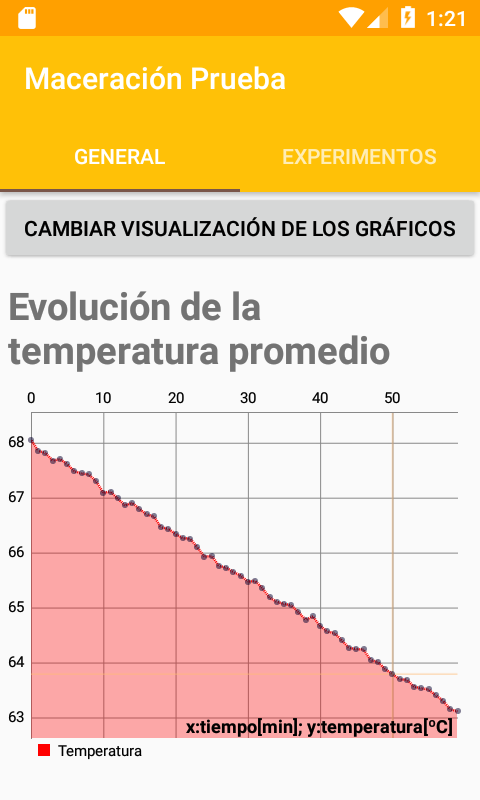 1:21
Maceración Prueba
GENERAL EXPERIMENTOS
CAMBIAR VISUALIZACIÓN DE LOS GRÁFICOS
Evolución de la
temperatura promedio
0 10 20 30 40 50
68
67
66
65
64
63
x:tiempo[min]; y:temperatura[ºC]
Temperatura